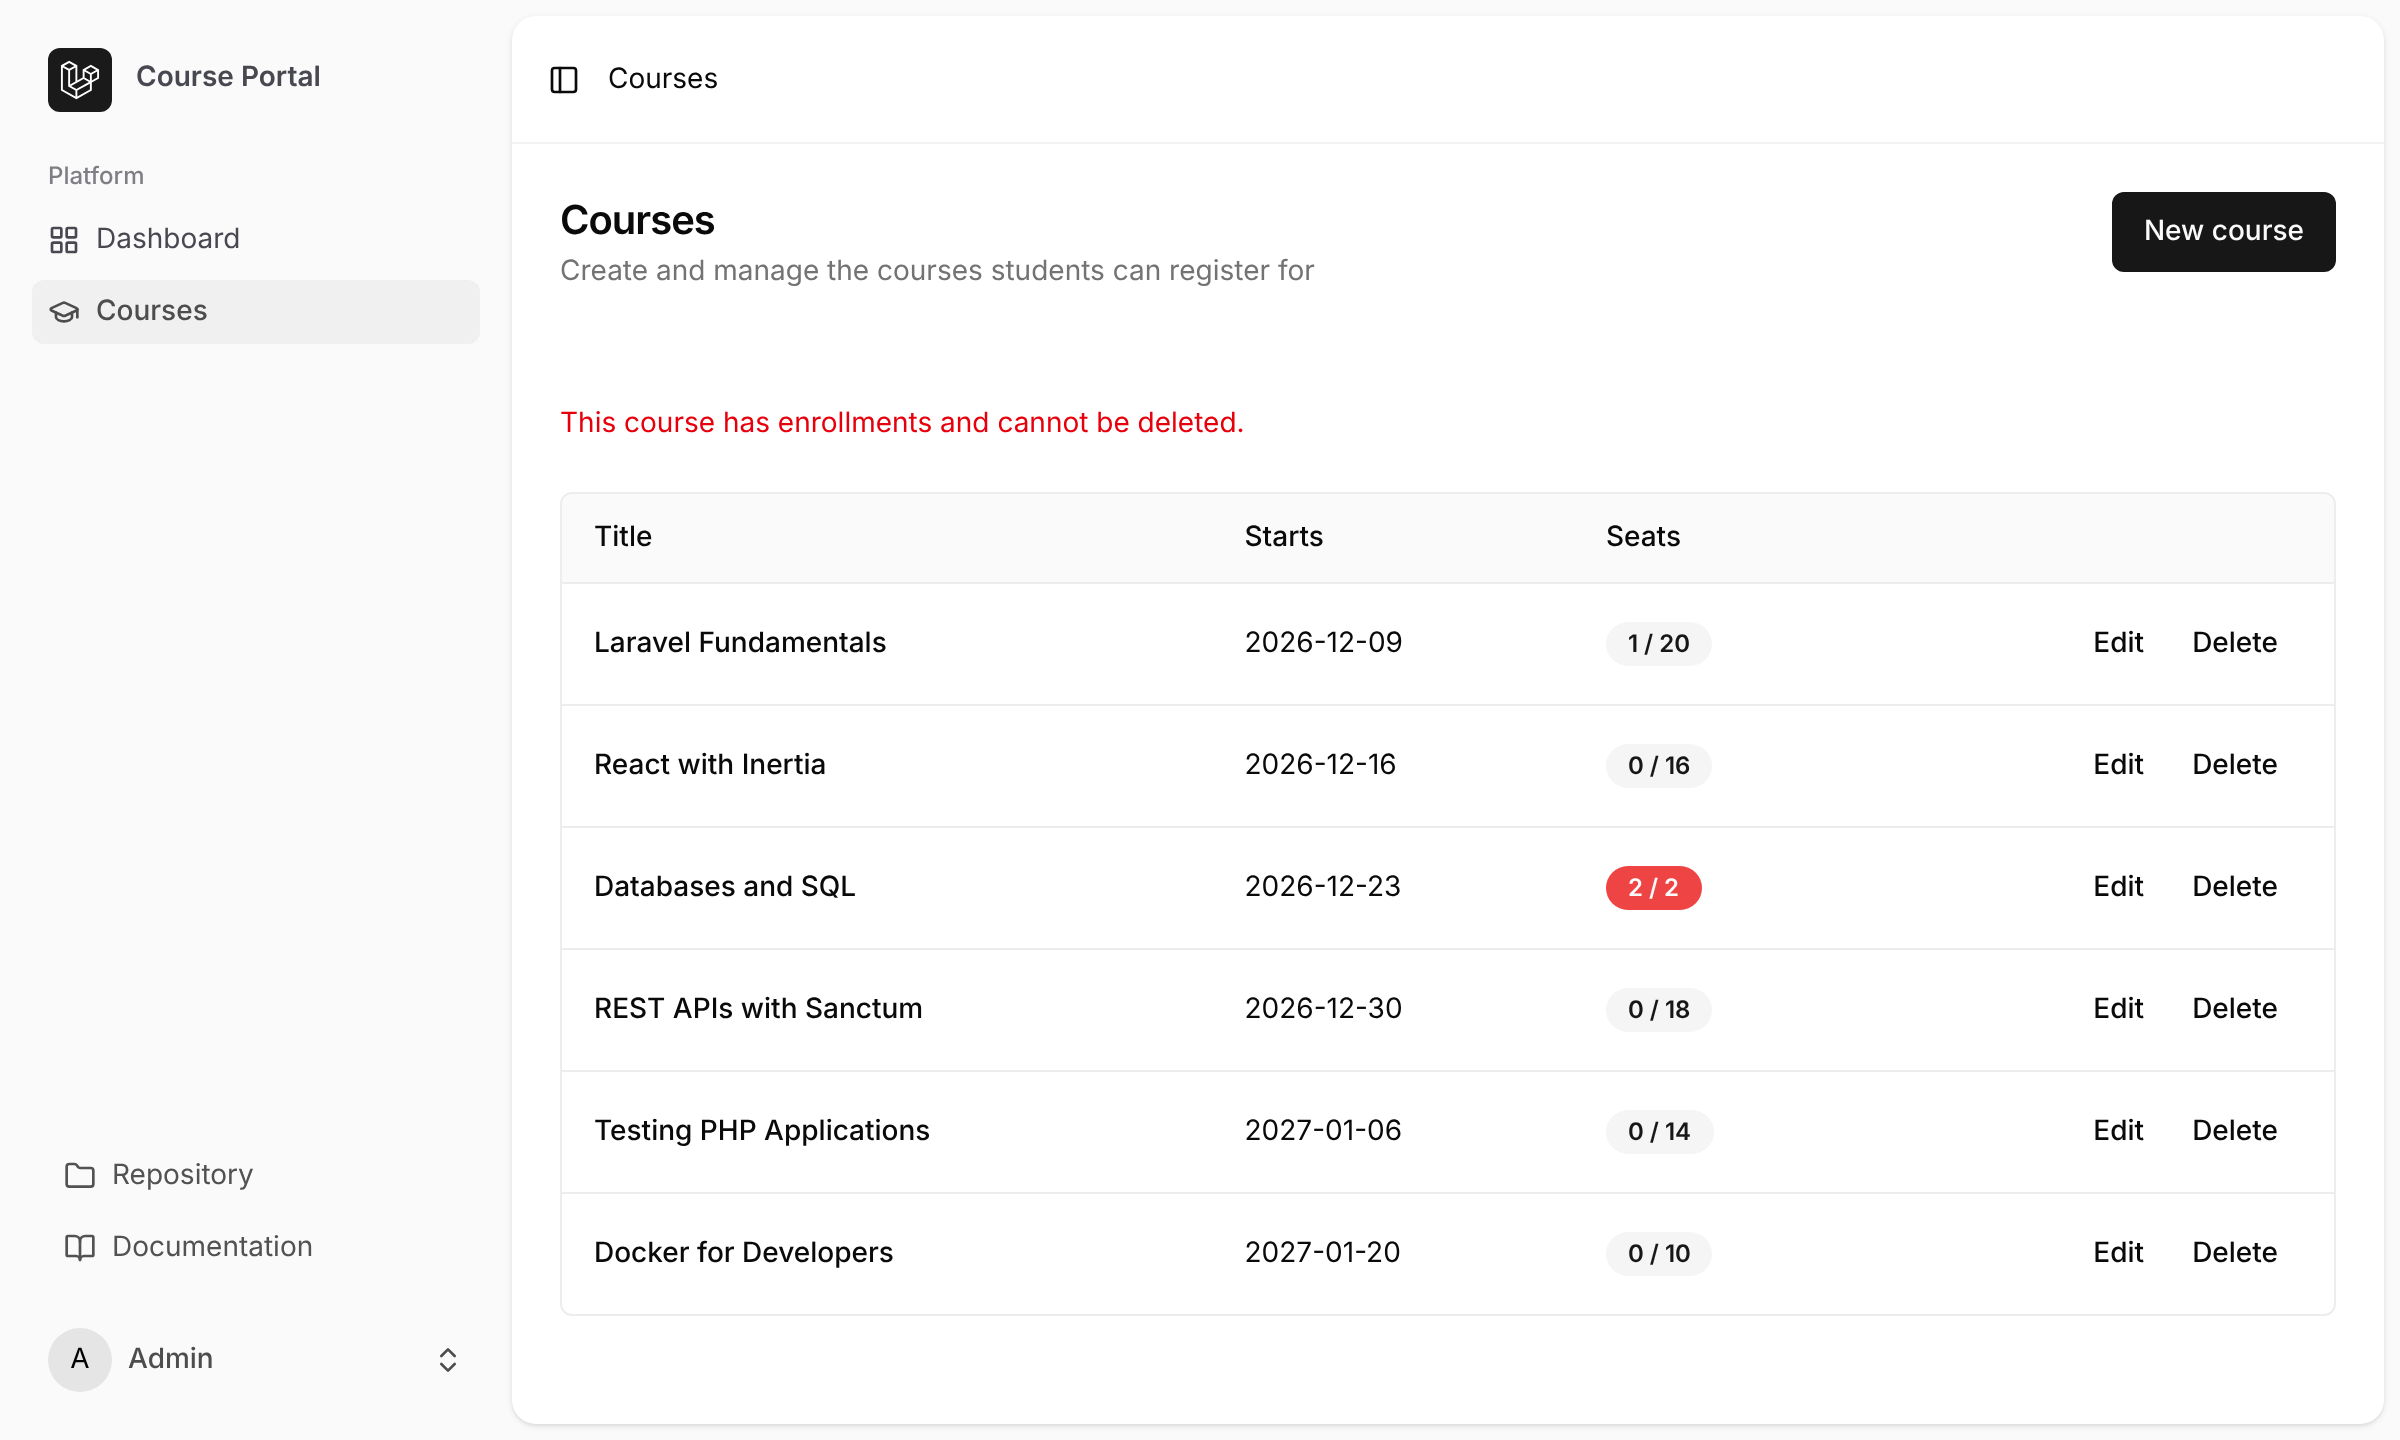 Course Portal
Platform
Dashboard
Courses
Repository
Documentation
A Admin
Courses
Courses
Create and manage the courses students can register for
New course
This course has enrollments and cannot be deleted.
Title Starts Seats
Laravel Fundamentals 2026-12-09 1 / 20 Edit Delete
React with Inertia 2026-12-16 0 / 16 Edit Delete
Databases and SQL 2026-12-23 2 / 2 Edit Delete
REST APIs with Sanctum 2026-12-30 0 / 18 Edit Delete
Testing PHP Applications 2027-01-06 0 / 14 Edit Delete
Docker for Developers 2027-01-20 0 / 10 Edit Delete